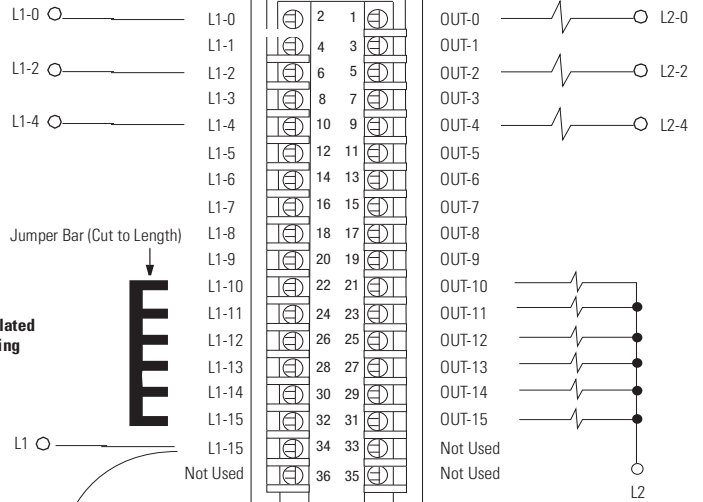 L1-0 L1-0 2 1 OUT-0 L2-0
L1-1 4 3 OUT-1
L1-2 L1-2 6 5 OUT-2 L2-2
L1-3 8 7 OUT-3
L1-4 L1-4 10 9 OUT-4 L2-4
L1-5 12 11 OUT-5
L1-6 14 13 OUT-6
L1-7 16 15 OUT-7
Jumper Bar (Cut to Length) L1-8 18 17 OUT-8
L1-9 20 19 OUT-9
L1-10 22 21 OUT-10
L1-11 24 23 OUT-11
lated
L1-12 26 25 OUT-12
ing
L1-13 28 27 OUT-13
L1-14 30 29 OUT-14
L1-15 32 31 OUT-15
L1 L1-15 34 33 Not Used
Not Used 36 35 Not Used
L2